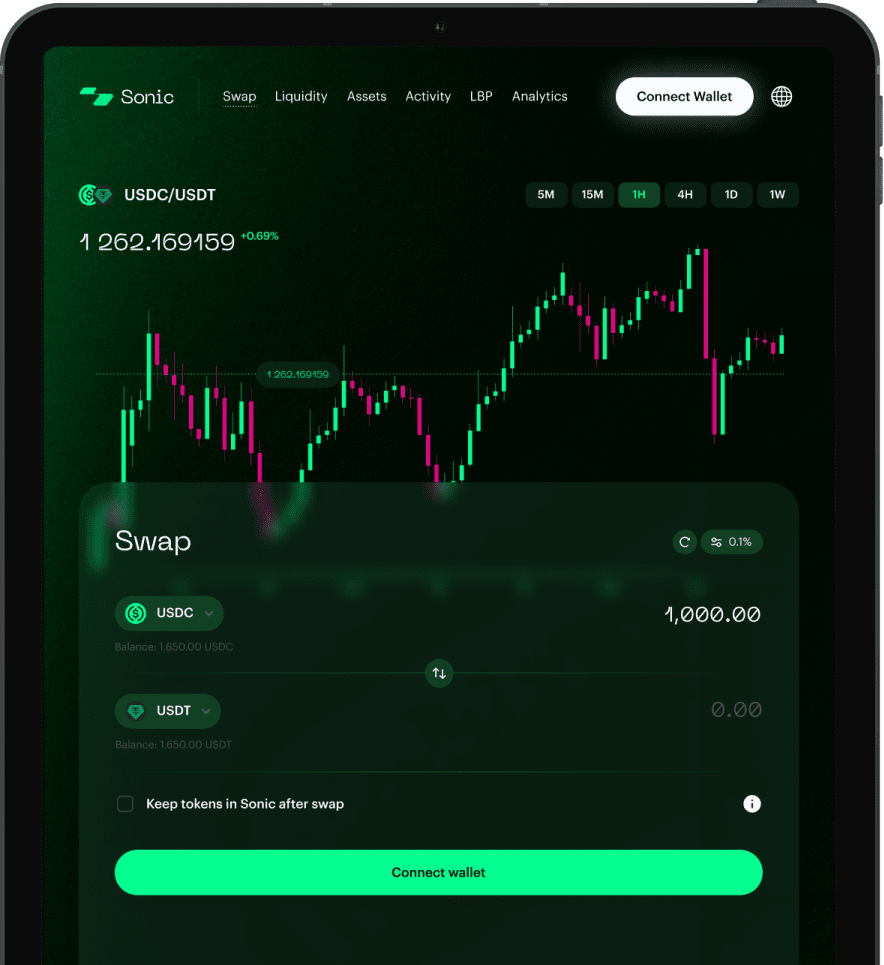 Sonic
Swap Liquidity Assets Activity LBP Analytics
Connect Wallet
USDC/USDT
5M 15M 1H 4H 1D 1W
1 262.169159 +0.69%
1 262.169159
Swap
0.1%
USDC
1,000.00
Balance: 1,650.00 USDC
USDT
0.00
Balance: 1,650.00 USDT
Keep tokens in Sonic after swap
Connect wallet